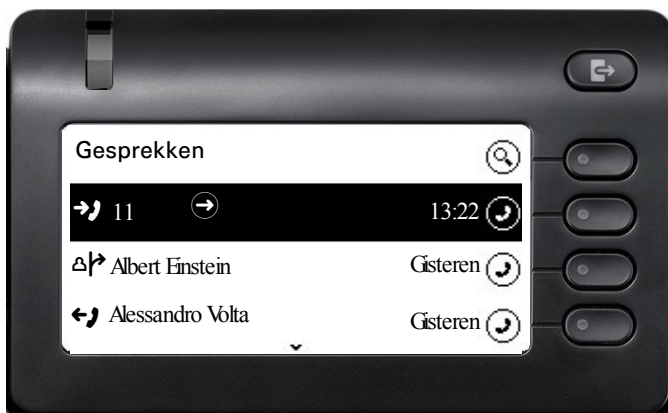 Gesprekken
11 13:22
Albert Einstein Gisteren
Alessandro Volta Gisteren